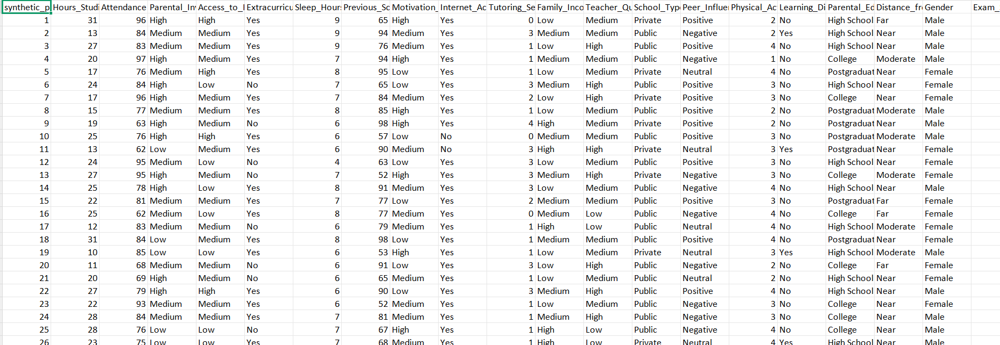 synthetic_p Hours_Studi Attendance Parental_Inv Access_to_ Extracurricu Sleep_Hour Previous_Sc Motivation_ Internet_Ac Tutoring_Se Family_Inco Teacher_Qu School_Type Peer_Influe Physical_Ac Learning_Di Parental_Ed Distance_fr Gender Exam_
1 31 96 High High Yes 9 65 High Yes 0 Low Medium Private Positive 2 No High School Far Male
2 13 84 Medium Medium Yes 9 94 Medium Yes 3 Medium Medium Public Negative 2 Yes High School Near Male
3 27 83 Medium Medium Yes 9 76 Medium Yes 1 Low High Public Positive 4 No High School Near Male
4 20 97 High Medium Yes 7 94 High Yes 1 Medium Medium Public Negative 1 No College Moderate Male
5 17 76 Medium High Yes 8 95 Low Yes 1 Low Medium Private Neutral 4 No Postgraduat Near Female
6 24 84 High Low No 7 65 Low Yes 3 Medium High Public Positive 3 No High School Near Female
7 17 96 High Medium Yes 7 84 Medium Yes 2 Low High Private Positive 3 No College Near Female
8 15 77 Medium Medium Yes 8 85 High Yes 1 Low Medium Public Positive 2 No Postgraduat Moderate Male
9 19 63 High Medium No 6 98 High Yes 4 High Medium Private Positive 2 No Postgraduat Near Male
10 25 76 High High Yes 6 57 Low No 0 Medium Medium Public Positive 3 No Postgraduat Moderate Male
11 13 62 Low Medium Yes 6 90 Medium No 3 High High Private Neutral 3 Yes Postgraduat Near Female
12 24 95 Medium Low No 4 63 Low Yes 3 Low Medium Public Positive 3 No High School Near Female
13 27 95 High Medium No 7 52 High Yes 3 Medium High Private Negative 3 No College Moderate Female
14 25 78 High Low Yes 8 91 Medium Yes 3 Low Medium Public Negative 4 No High School Near Male
15 22 81 Medium Medium Yes 7 77 Low Yes 2 Medium Medium Public Positive 3 No Postgraduat Far Female
16 25 62 Medium Low Yes 8 77 Medium Yes 0 Medium Low Public Negative 4 No College Far Female
17 12 83 Medium Medium No 6 79 Medium Yes 1 High Low Public Neutral 4 No High School Moderate Female
18 31 84 Low Medium Yes 8 98 Low Yes 1 Medium Medium Public Positive 4 No Postgraduat Near Female
19 10 85 Low Low Yes 6 53 High Yes 1 Low Medium Private Neutral 3 Yes High School Moderate Male
20 11 68 Medium Medium No 6 91 Low Yes 3 Low High Public Negative 2 No College Far Female
21 20 69 High Medium No 6 65 Medium Yes 1 Low Medium Public Neutral 2 No High School Near Female
22 27 79 High High Yes 6 90 Low Yes 3 Medium High Public Positive 4 No High School Near Male
23 22 93 Medium Low Yes 6 52 Medium Yes 1 Low Medium Public Negative 3 No College Near Female
24 28 84 Medium Medium Yes 7 81 Medium Yes 1 Medium High Public Negative 3 No College Near Male
25 28 76 Low Low No 7 67 High Yes 1 High Low Public Negative 4 No College Near Male
26 23 75 Low Low Yes 7 68 Medium Yes 1 High Low Private Neutral 4 Yes High School Near Male